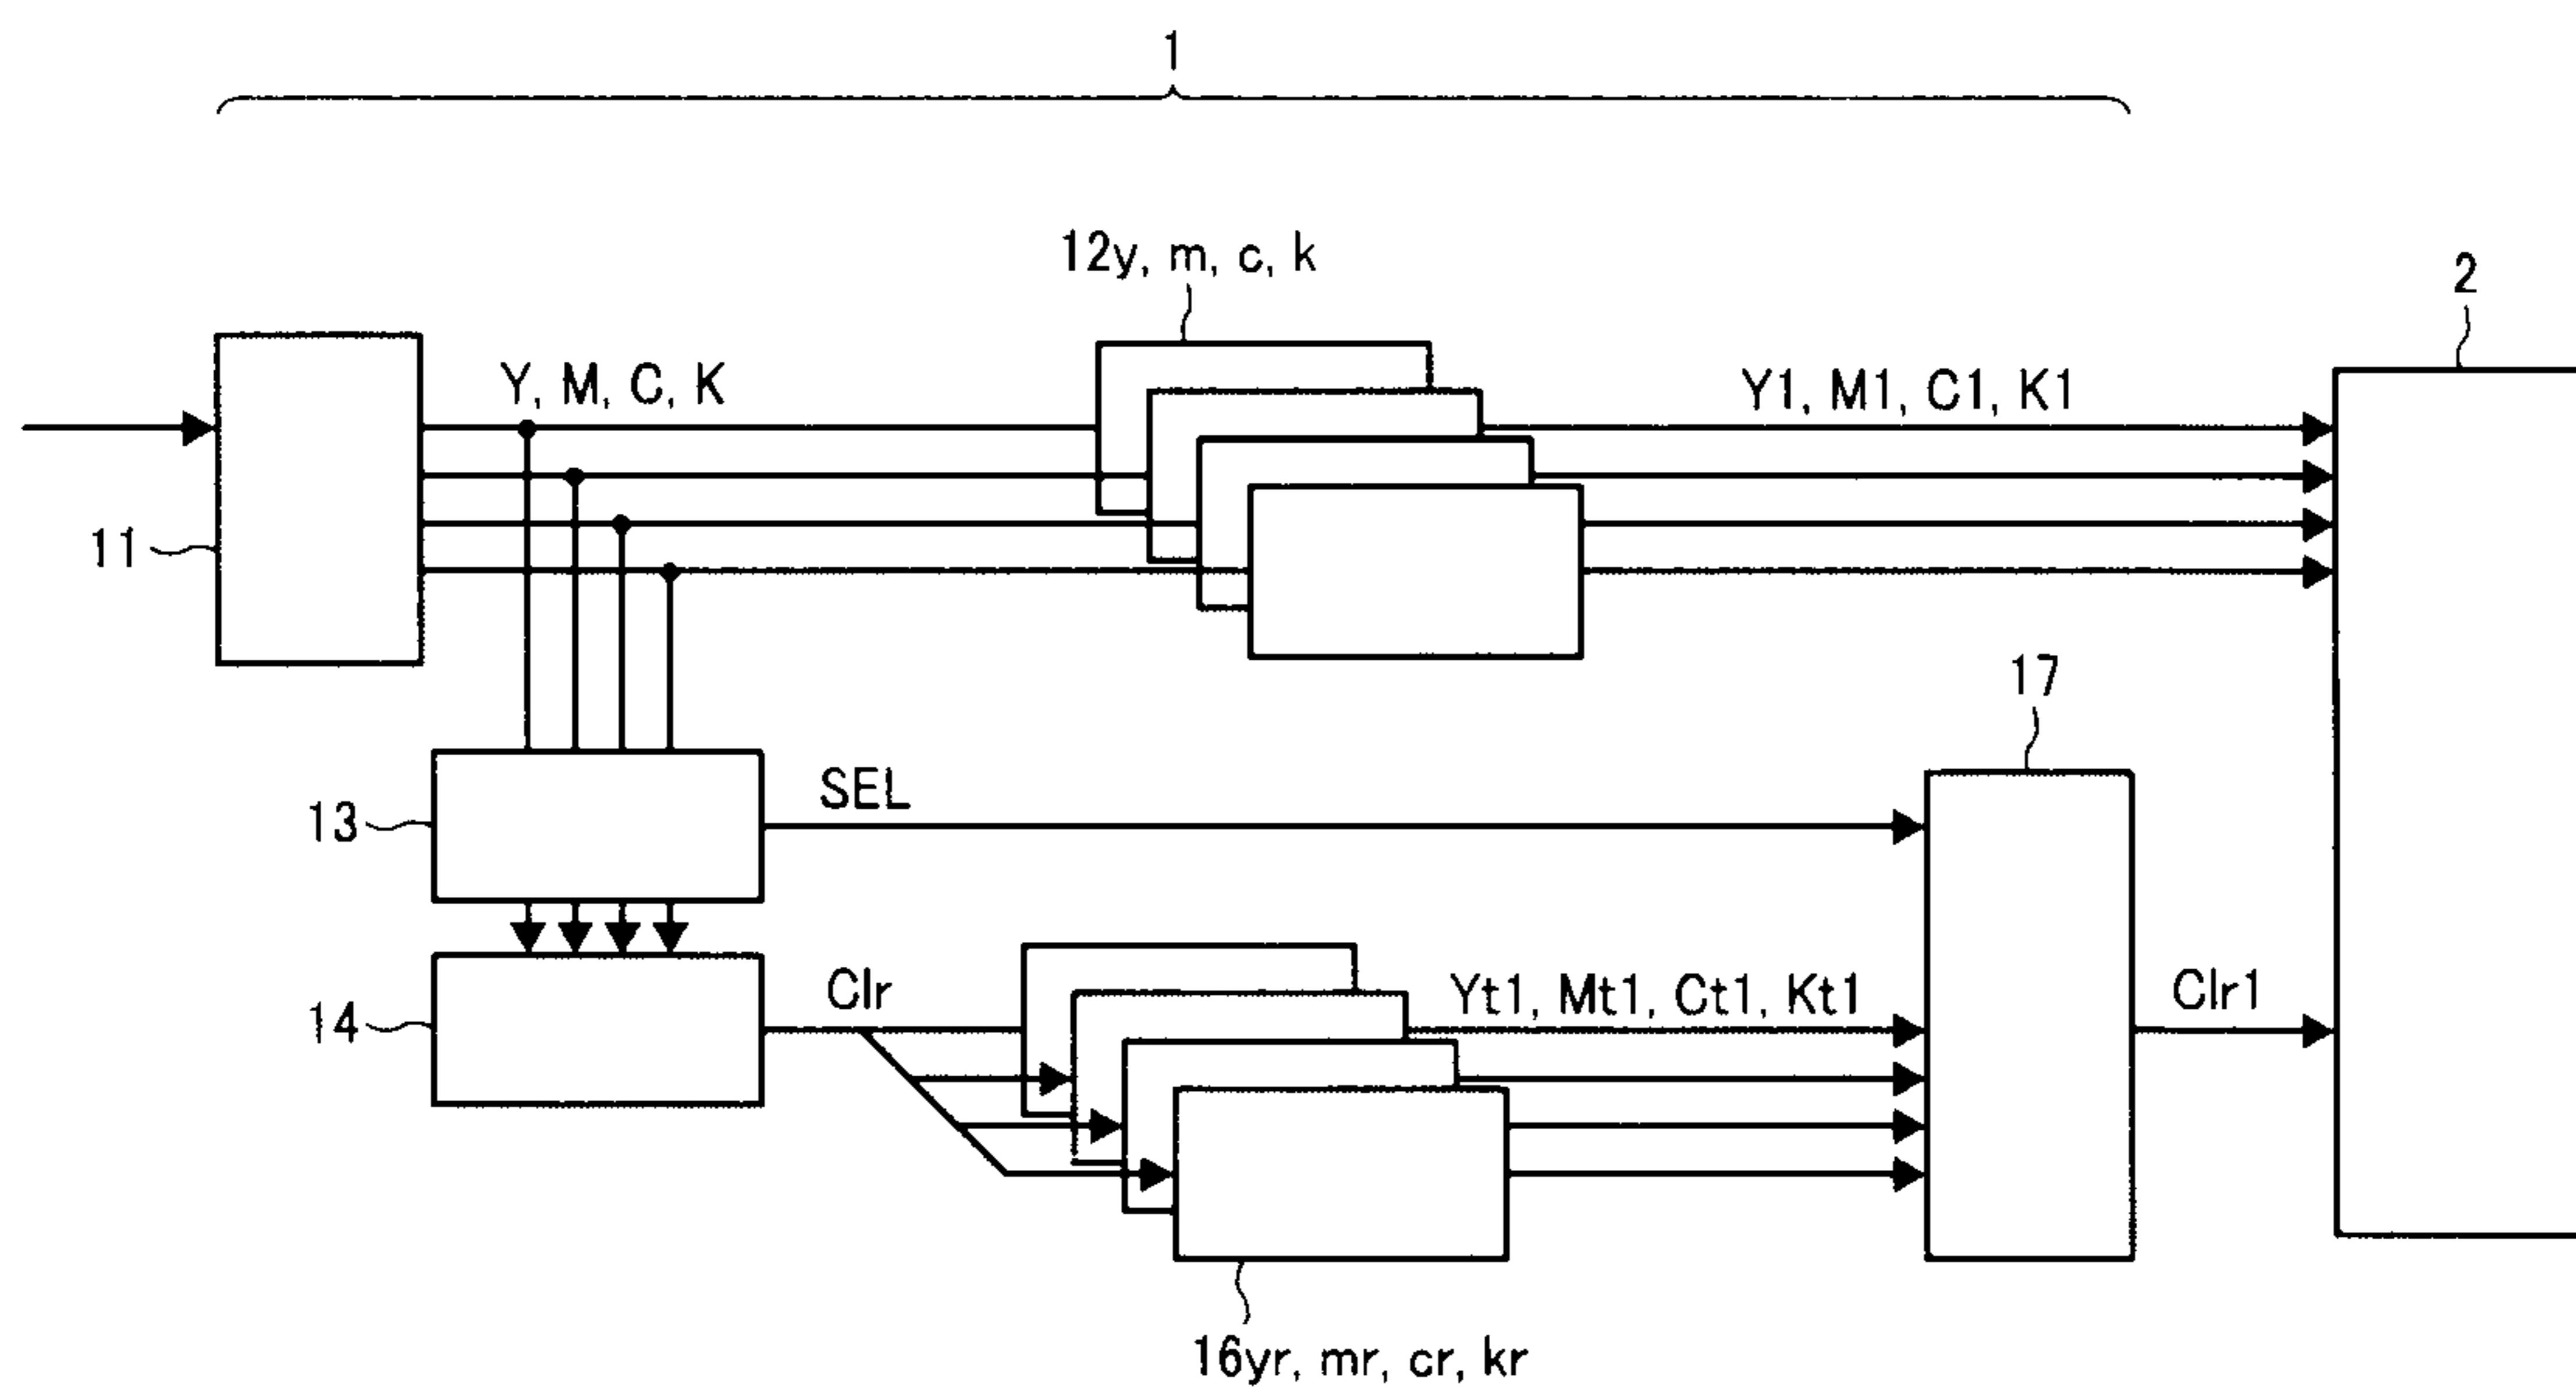 1
12y, m, c, k
2
Y, M, C, K
Y1, M1, C1, K1
11
17
SEL
13
Clr
Yt1, Mt1, Ct1, Kt1
Clr1
14
16yr, mr, cr, kr